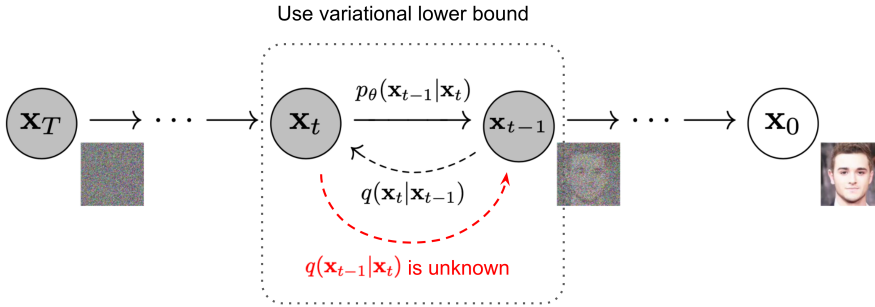 Use variational lower bound
x_T → ⋯ → x_t p_θ(x_{t−1}|x_t) x_{t−1} → ⋯ → x_0
q(x_t|x_{t−1})
q(x_{t−1}|x_t) is unknown